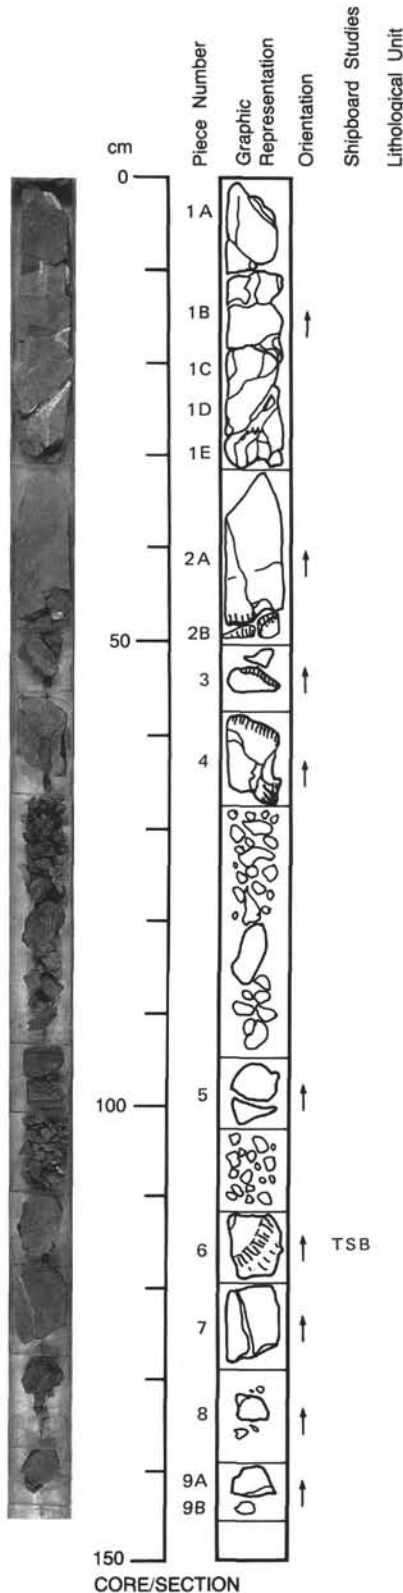 cm
Piece Number
Graphic
Representation
Orientation
Shipboard Studies
Lithological Unit
0
1A
1B
1C
1D
1E
2A
2B
50
3
4
5
100
6
TSB
7
8
9A
9B
150
CORE/SECTION